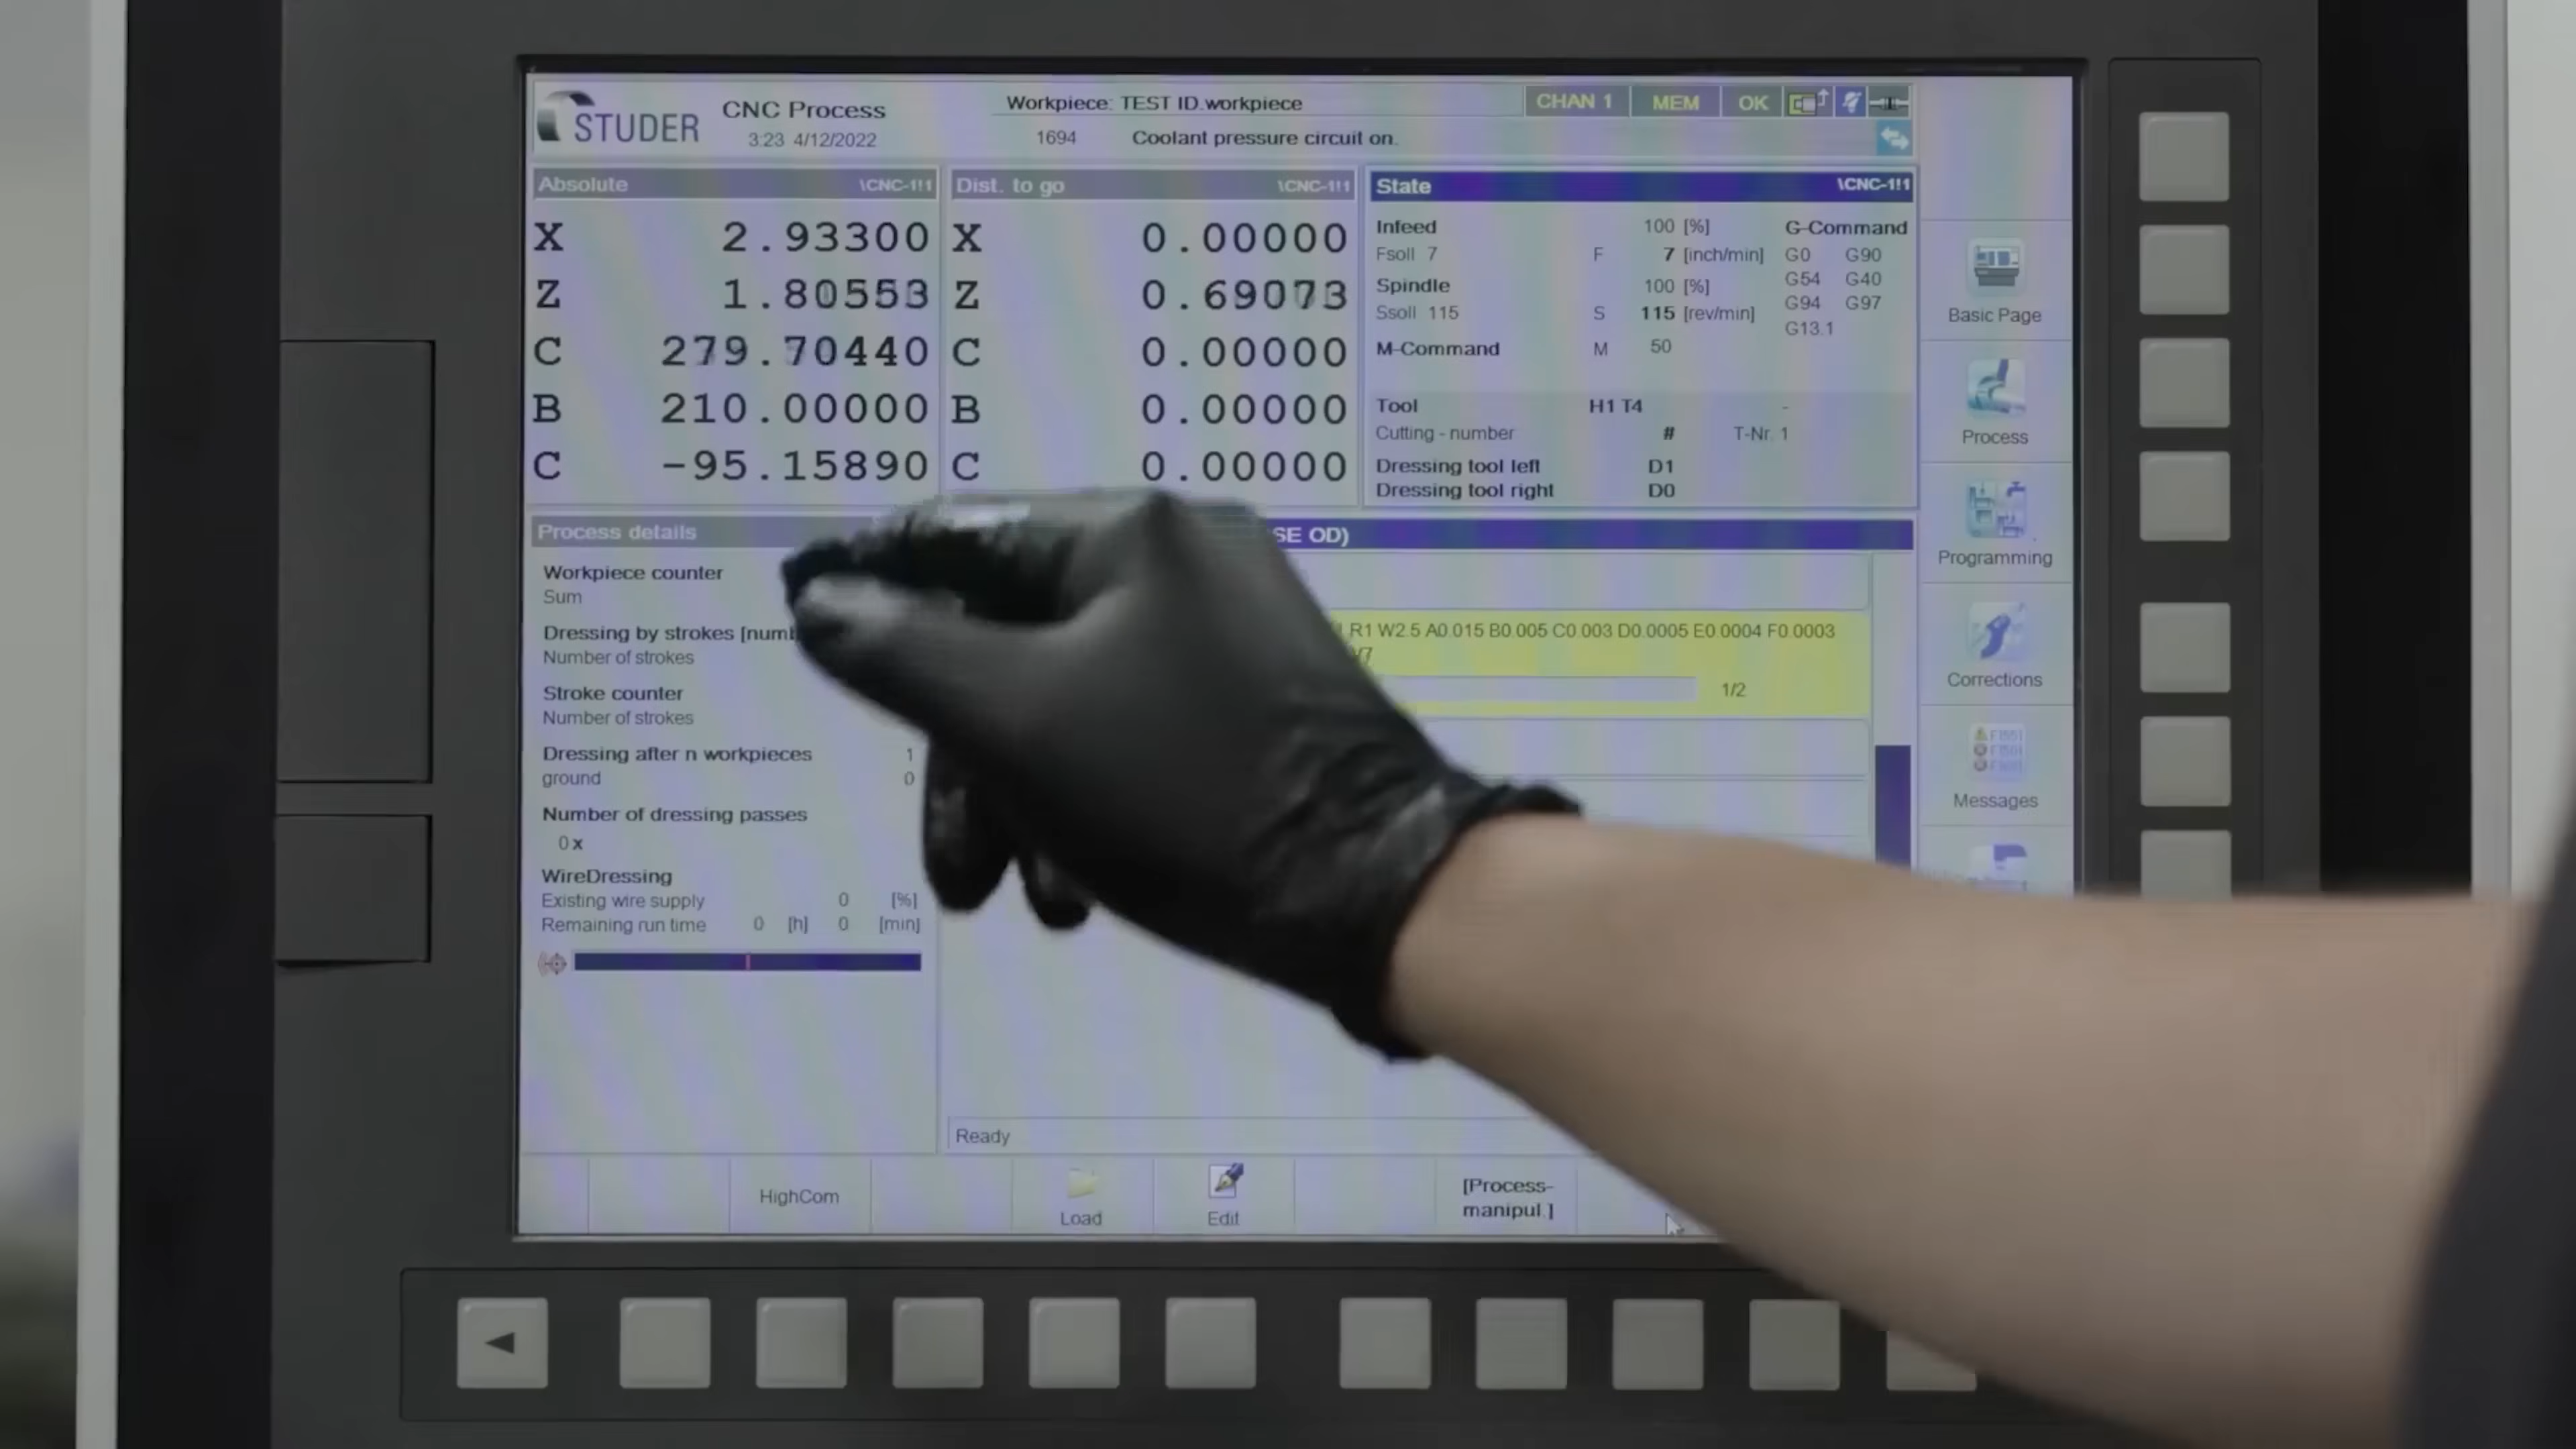 STUDER
CNC Process
3:23 4/12/2022
Workpiece: TEST ID.workpiece
1694 Coolant pressure circuit on.
CHAN 1 MEM OK
Absolute \CNC-1!1
X 2.93300
Z 1.80553
C 279.70440
B 210.00000
C -95.15890
Dist. to go \CNC-1!1
X 0.00000
Z 0.69073
C 0.00000
B 0.00000
C 0.00000
State \CNC-1!1
Infeed 100 [%] G-Command
Fsoll 7 F 7 [inch/min] G0 G90
Spindle 100 [%] G54 G40
Ssoll 115 S 115 [rev/min] G94 G97
G13.1
M-Command M 50
Tool H1 T4 -
Cutting - number # T-Nr. 1
Dressing tool left D1
Dressing tool right D0
Process details
Workpiece counter
Sum
Dressing by strokes
Number of strokes
Stroke counter
Number of strokes
Dressing after n workpieces 1
ground 0
Number of dressing passes
0 x
WireDressing
Existing wire supply 0 [%]
Remaining run time 0 [h] 0 [min]
OD)
R1 W2.5 A0.015 B0.005 C0.003 D0.0005 E0.0004 F0.0003
1/2
Ready
HighCom
Load
Edit
[Process-
manipul.]
Basic Page
Process
Programming
Corrections
Messages